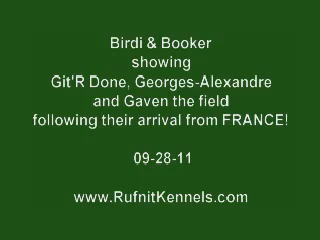 Birdi & Booker
showing
Git'R Done, Georges-Alexandre
and Gaven the field
following their arrival from FRANCE!
09-28-11
www.RufnitKennels.com